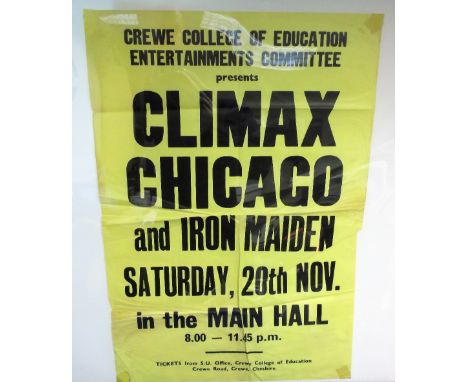 CREWE COLLEGE OF EDUCATION
ENTERTAINMENTS COMMITTEE
presents
CLIMAX
CHICAGO
and IRON MAIDEN
SATURDAY, 20th NOV.
in the MAIN HALL
8.00 — 11.45 p.m.
TICKETS from S.U. Office, Crewe College of Education
Crewe Road, Crewe, Cheshire